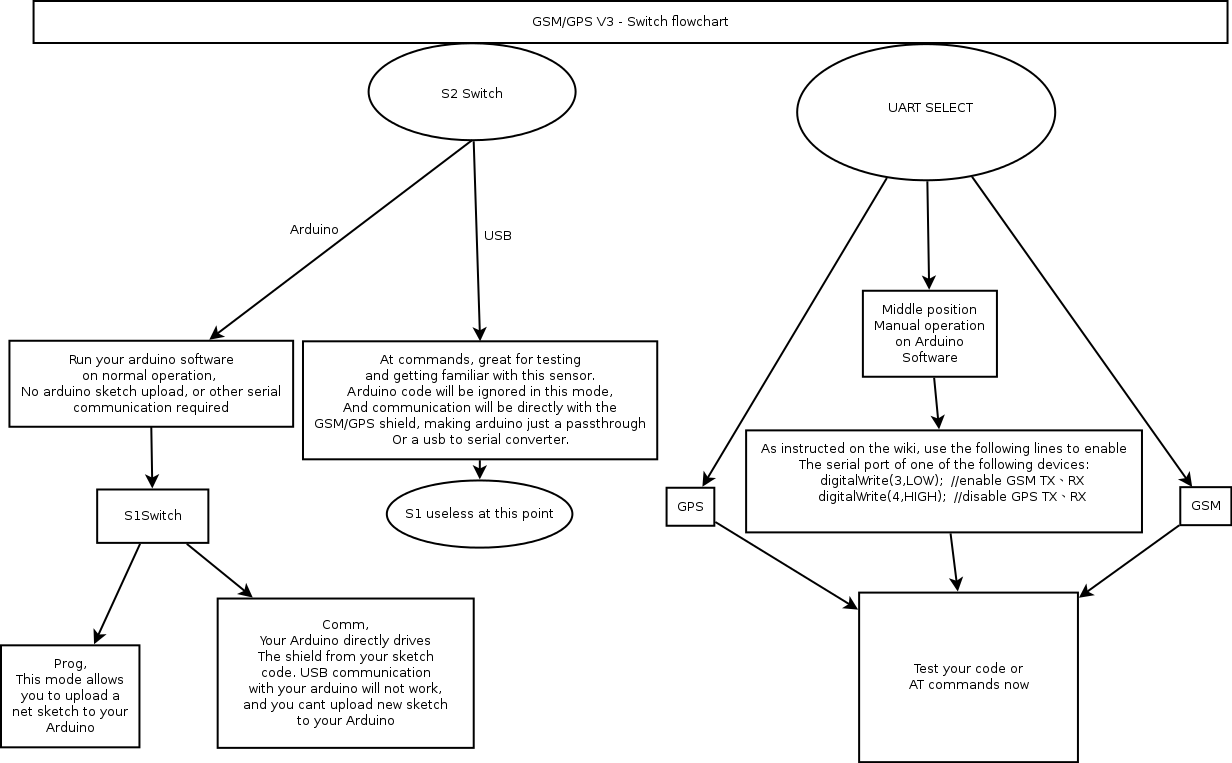 GSM/GPS V3 - Switch flowchart
S2 Switch
UART SELECT
Arduino
USB
Run your arduino software
on normal operation,
No arduino sketch upload, or other serial
communication required
At commands, great for testing
and getting familiar with this sensor.
Arduino code will be ignored in this mode,
And communication will be directly with the
GSM/GPS shield, making arduino just a passthrough
Or a usb to serial converter.
Middle position
Manual operation
on Arduino
Software
As instructed on the wiki, use the following lines to enable
The serial port of one of the following devices:
digitalWrite(3,LOW);  //enable GSM TX、RX
digitalWrite(4,HIGH);  //disable GPS TX、RX
S1Switch
S1 useless at this point
GPS
GSM
Prog,
This mode allows
you to upload a
net sketch to your
Arduino
Comm,
Your Arduino directly drives
The shield from your sketch
code. USB communication
with your arduino will not work,
and you cant upload new sketch
to your Arduino
Test your code or
AT commands now